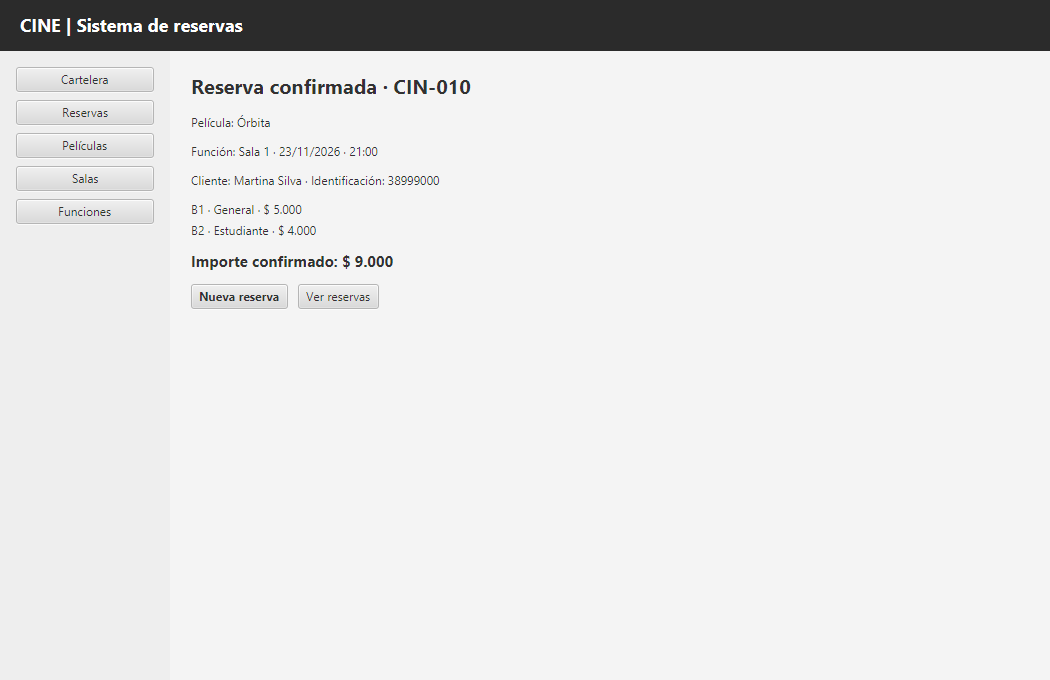 CINE | Sistema de reservas
Cartelera
Reservas
Películas
Salas
Funciones
Reserva confirmada · CIN-010
Película: Órbita
Función: Sala 1 · 23/11/2026 · 21:00
Cliente: Martina Silva · Identificación: 38999000
B1 · General · $ 5.000
B2 · Estudiante · $ 4.000
Importe confirmado: $ 9.000
Nueva reserva
Ver reservas